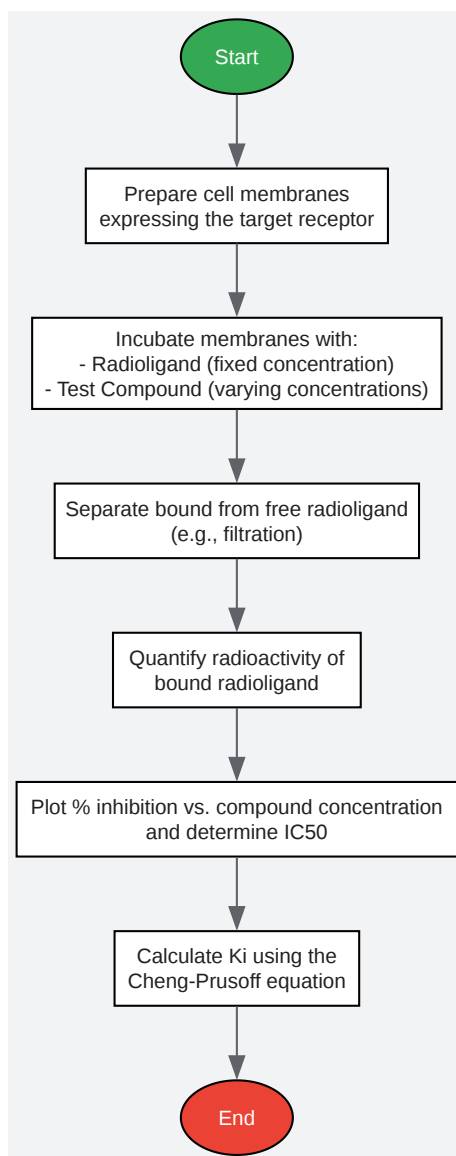 Start
Prepare cell membranes
expressing the target receptor
Incubate membranes with:
- Radioligand (fixed concentration)
- Test Compound (varying concentrations)
Separate bound from free radioligand
(e.g., filtration)
Quantify radioactivity of
bound radioligand
Plot % inhibition vs. compound concentration
and determine IC50
Calculate Ki using the
Cheng-Prusoff equation
End